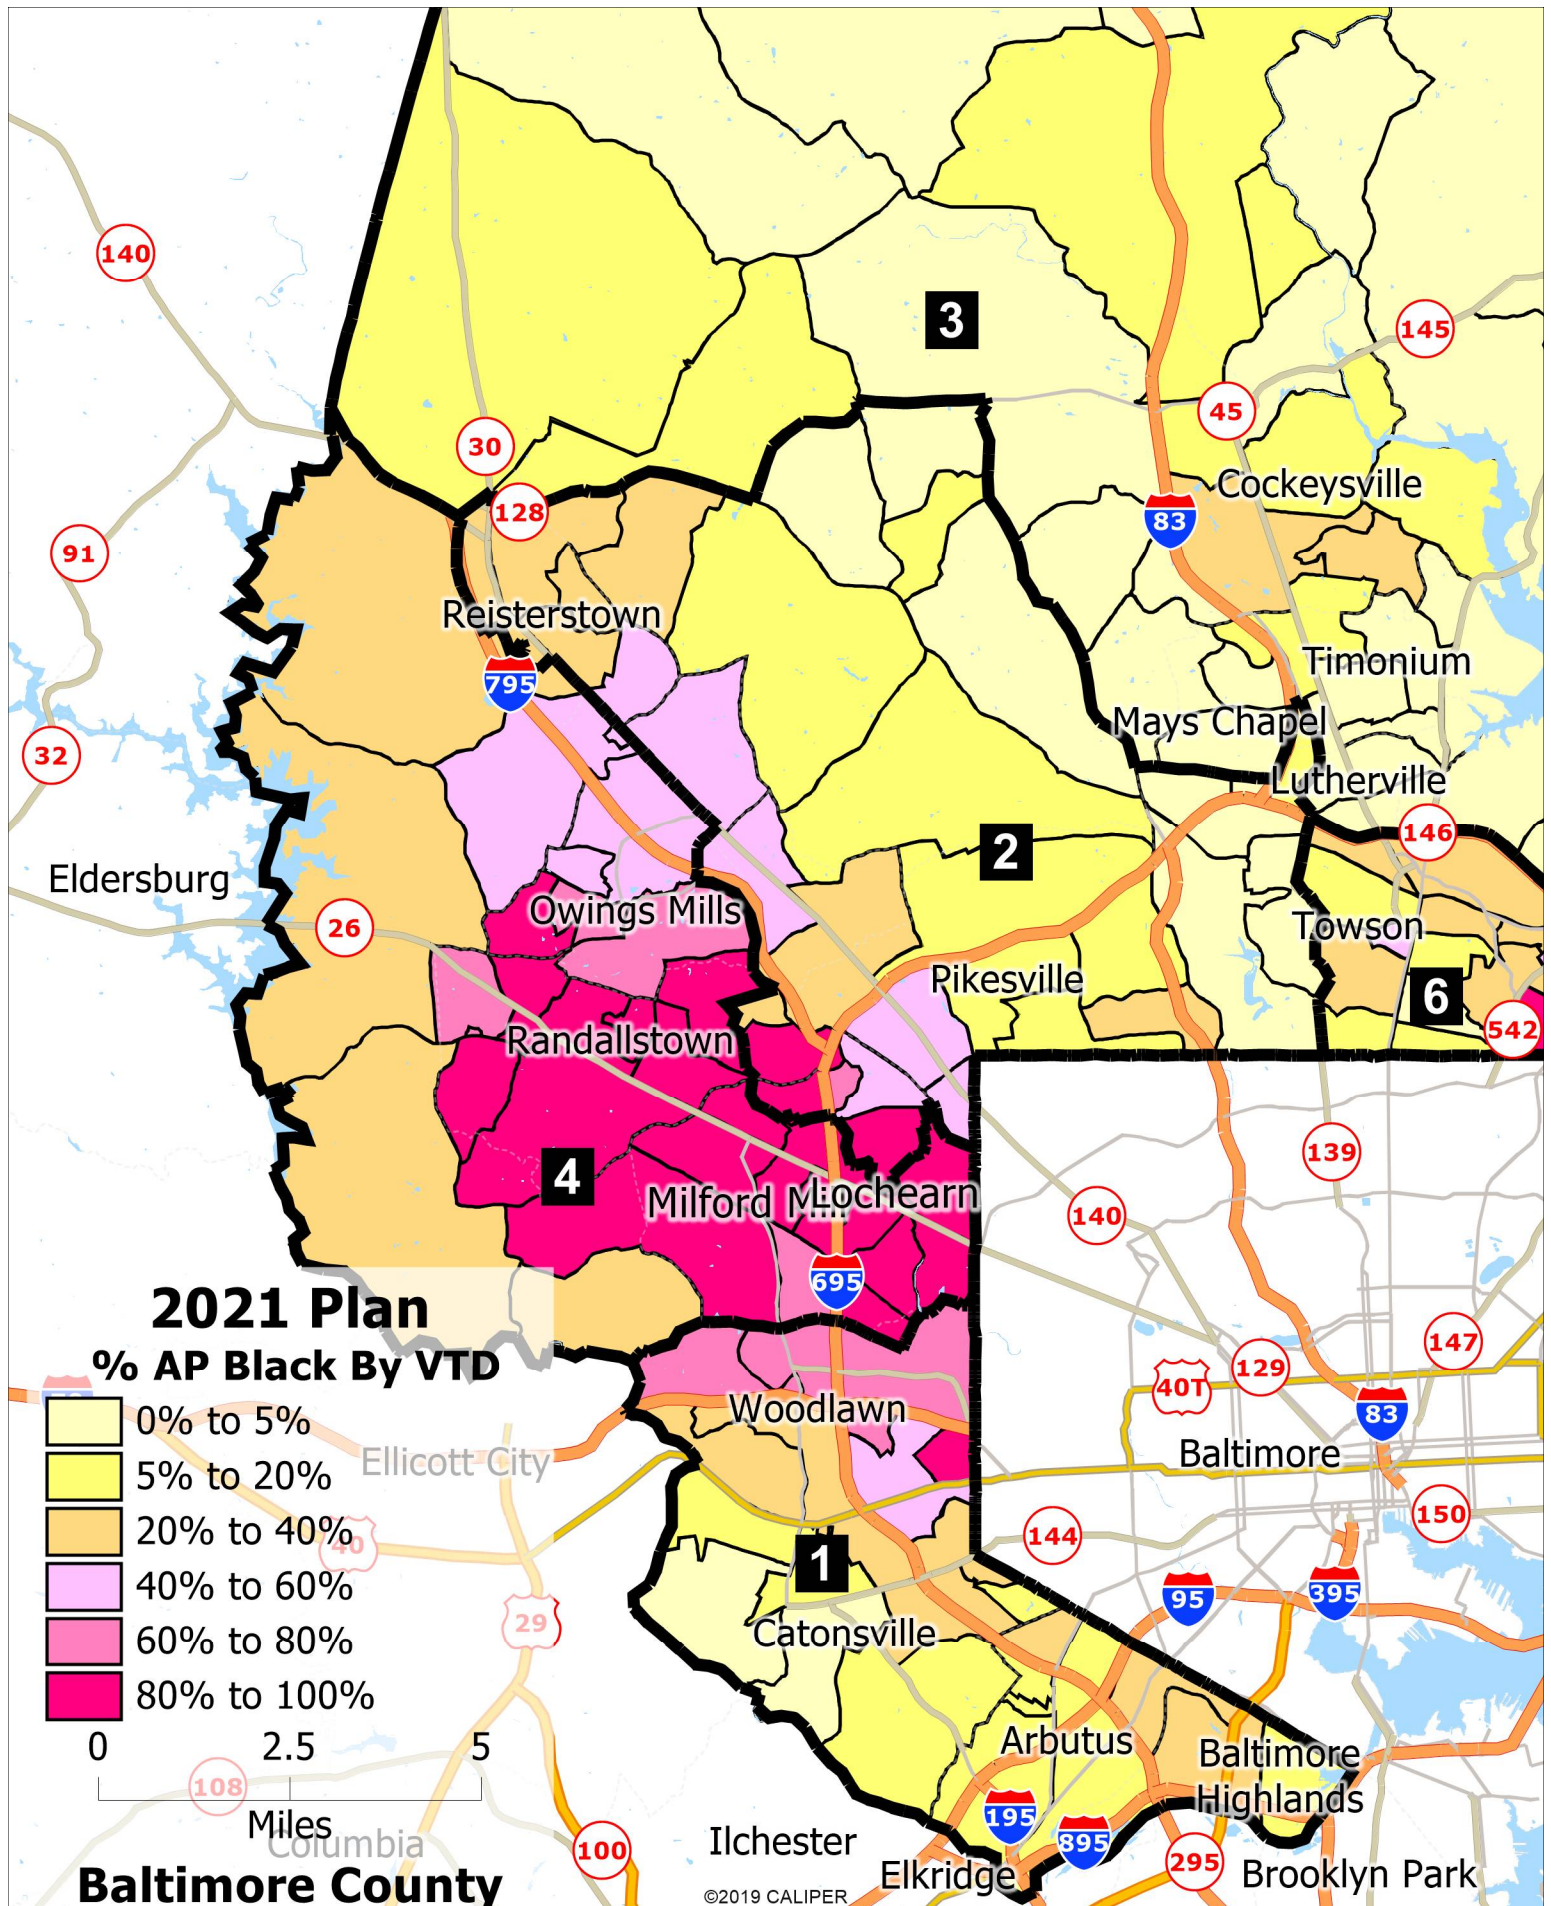 140
3
145
45
30
128
Cockeysville
83
91
Reisterstown
795
Timonium
Mays Chapel
32
Lutherville
146
2
Eldersburg
Owings Mills
26
Towson
Pikesville
6
542
Randallstown
139
4
Milford Mill
Lochearn
140
695
2021 Plan
% AP Black By VTD
0% to 5%
5% to 20%
20% to 40%
40% to 60%
60% to 80%
80% to 100%
0 2.5 5
Miles
Baltimore County
147
129
40T
83
Woodlawn
Baltimore
Ellicott City
150
40
144
1
95
395
29
Catonsville
Arbutus
Baltimore
Highlands
108
195
895
Columbia
100
Ilchester
295
Elkridge
Brooklyn Park
©2019 CALIPER